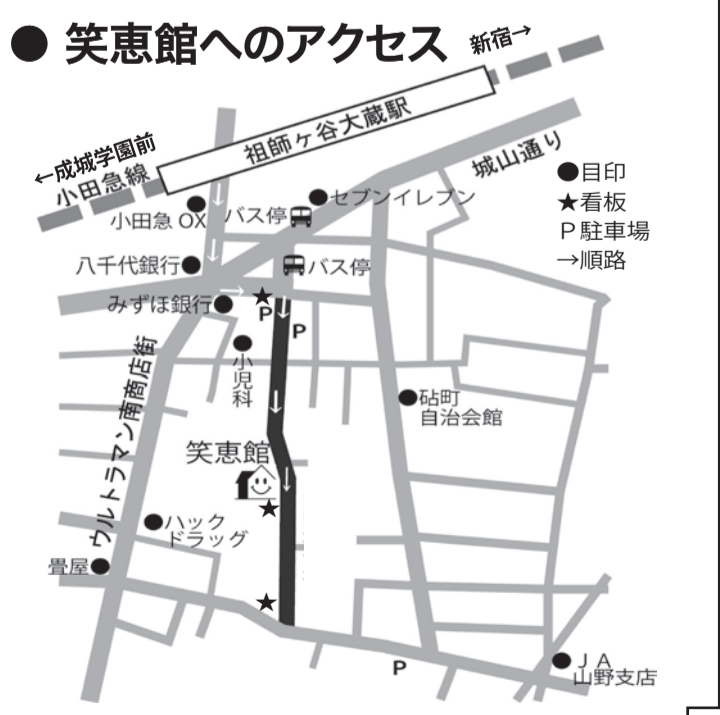 ● 笑恵館へのアクセス
新宿→
祖師ヶ谷大蔵駅
←成城学園前
小田急線
城山通り
●目印
★看板
P 駐車場
→順路
セブンイレブン
小田急 OX
バス停
八千代銀行
バス停
みずほ銀行
P
P
小児科
ウルトラマン南商店街
砧町
自治会館
笑恵館
ハック
ドラッグ
畳屋
P
JA
山野支店